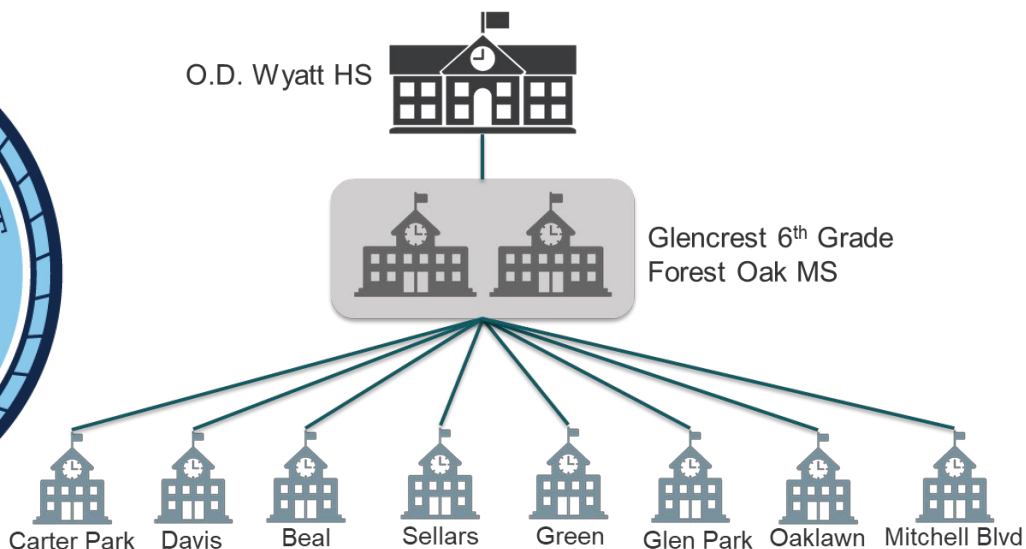 O.D. Wyatt HS
Glencrest 6th Grade
Forest Oak MS
Carter Park
Davis
Beal
Sellars
Green
Glen Park
Oaklawn
Mitchell Blvd